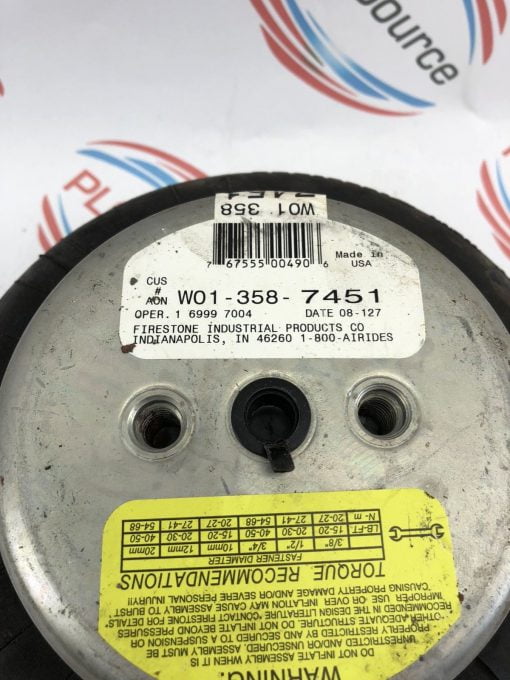 ource
PL
PLC
7451
W01 358
7 67555 00490 6
Made in
USA
CUS
#
AON W01-358-7451
OPER. 1 6999 7004 DATE 08-127
FIRESTONE INDUSTRIAL PRODUCTS CO
INDIANAPOLIS, IN 46260 1-800-AIRIDES
WARNING
DO NOT INFLATE ASSEMBLY WHEN IT IS
UNRESTRICTED AND/OR UNSECURED. ASSEMBLY MUST BE
PROPERLY RESTRICTED BY A SUSPENSION OR
OTHER ADEQUATE STRUCTURE. DO NOT INFLATE BEYOND PRESSURES
RECOMMENDED IN THE DESIGN LITERATURE *CONTACT FIRESTONE FOR DETAILS*.
IMPROPER USE OR OVER INFLATION MAY CAUSE ASSEMBLY TO BURST
CAUSING PROPERTY DAMAGE AND/OR SEVERE PERSONAL INJURY!!!
TORQUE RECOMMENDATIONS
FASTENER DIAMETER
3/8" 1/2" 3/4" 10mm 12mm 20mm
LB-FT. 15-20 20-30 40-50 15-20 20-30 40-50
N-m 20-27 27-41 54-68 20-27 27-41 54-68